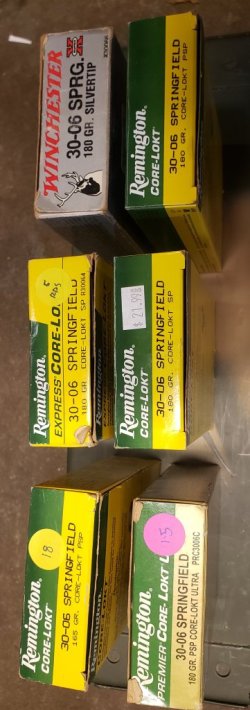 WINCHESTER
SUPER X
30-06 SPRG.
180 GR. SILVERTIP
Remington
CORE-LOKT
30-06 SPRINGFIELD
180 GR. CORE-LOKT PSP
Remington
EXPRESS CORE-LO
30-06 SPRINGFIELD
180 GR. CORE-LOKT SP R30064
5
Remington
CORE-LOKT
30-06 SPRINGFIELD
180 GR. CORE-LOKT SP
$ 21.99
Remington
CORE-LOKT
30-06 SPRINGFIELD
165 GR. CORE-LOKT PSP
18
Remington
PREMIER CORE-LOKT U
30-06 SPRINGFIELD
180 GR. PSP CORE-LOKT ULTRA PRC3006C
15